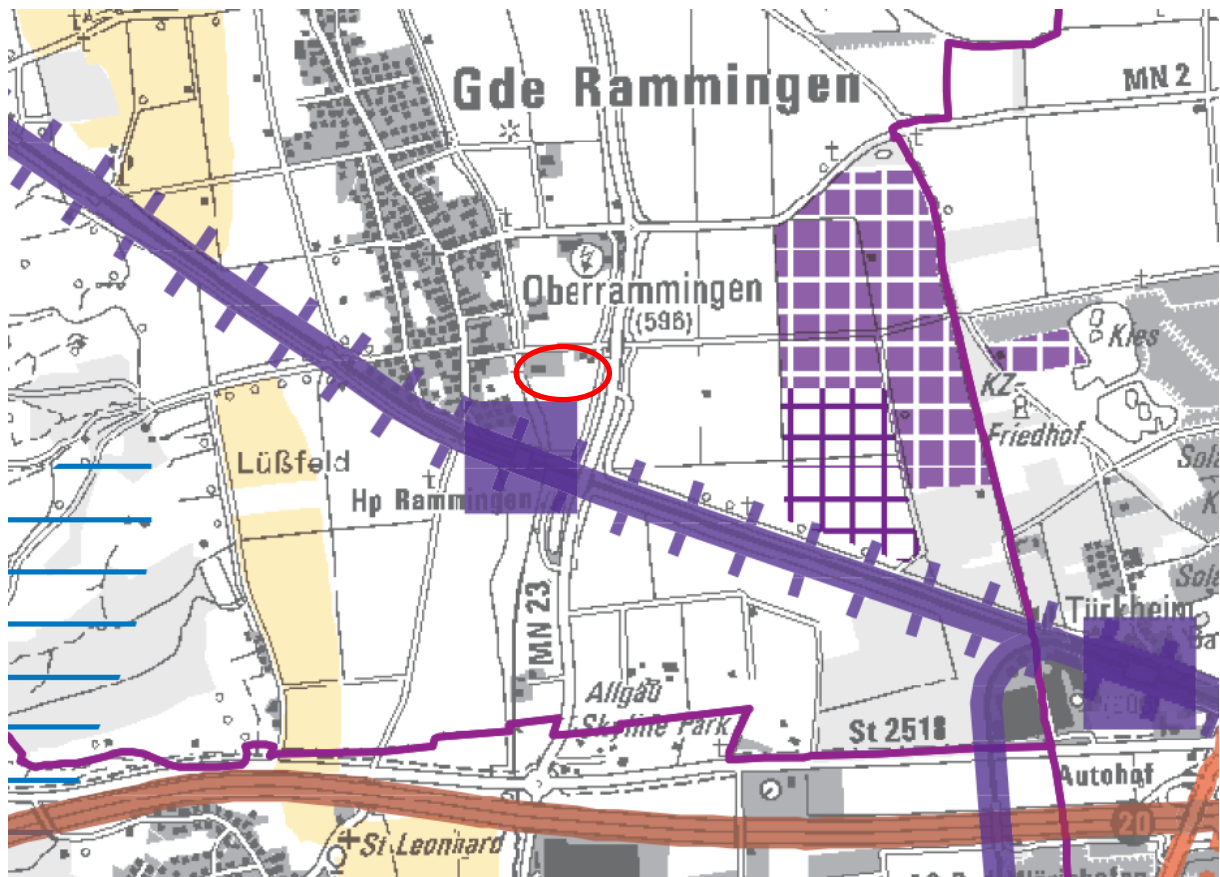 Gde Rammingen
MN 2
Oberrammingen
(596)
Kies
KZ-
Friedhof
Lüßfeld
Hp Rammingen
Türkheim
MN 23
Allgäu
Skyline Park
St 2518
Autohof
20
St Leonhard